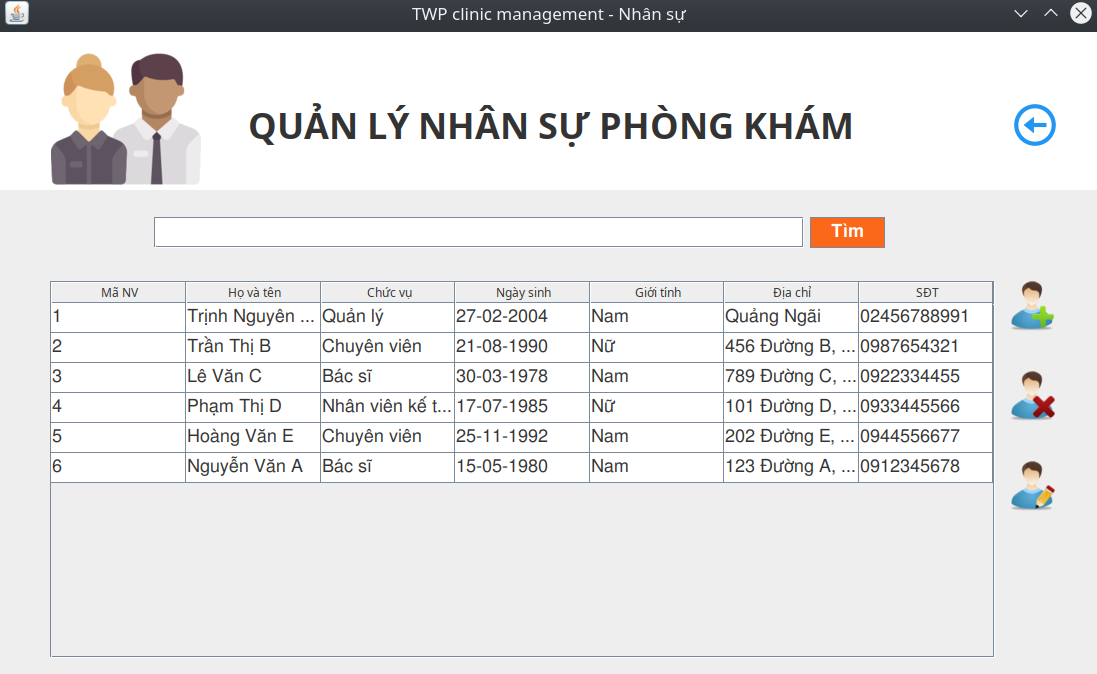 TWP clinic management - Nhân sự
QUẢN LÝ NHÂN SỰ PHÒNG KHÁM
Tìm
Mã NV Họ và tên Chức vụ Ngày sinh Giới tính Địa chỉ SĐT
1 Trịnh Nguyên ... Quản lý 27-02-2004 Nam Quảng Ngãi 02456788991
2 Trần Thị B Chuyên viên 21-08-1990 Nữ 456 Đường B, ... 0987654321
3 Lê Văn C Bác sĩ 30-03-1978 Nam 789 Đường C, ... 0922334455
4 Phạm Thị D Nhân viên kế t... 17-07-1985 Nữ 101 Đường D, ... 0933445566
5 Hoàng Văn E Chuyên viên 25-11-1992 Nam 202 Đường E, ... 0944556677
6 Nguyễn Văn A Bác sĩ 15-05-1980 Nam 123 Đường A, ... 0912345678